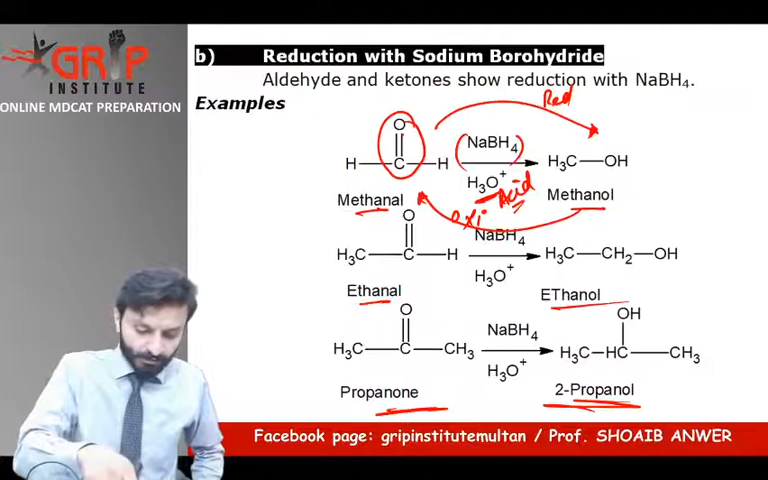 GRIP
INSTITUTE
ONLINE MDCAT PREPARATION
b) Reduction with Sodium Borohydride
Aldehyde and ketones show reduction with NaBH4.
Examples
Red
O
H C H
(NaBH4)
H3O+
H3C OH
Acid
Methanal
Methanol
oxi
O
H3C C H
NaBH4
H3O+
H3C CH2 OH
Ethanal
EThanol
O
H3C C CH3
NaBH4
H3O+
OH
H3C HC CH3
Propanone
2-Propanol
Facebook page: gripinstitutemultan / Prof. SHOAIB ANWER